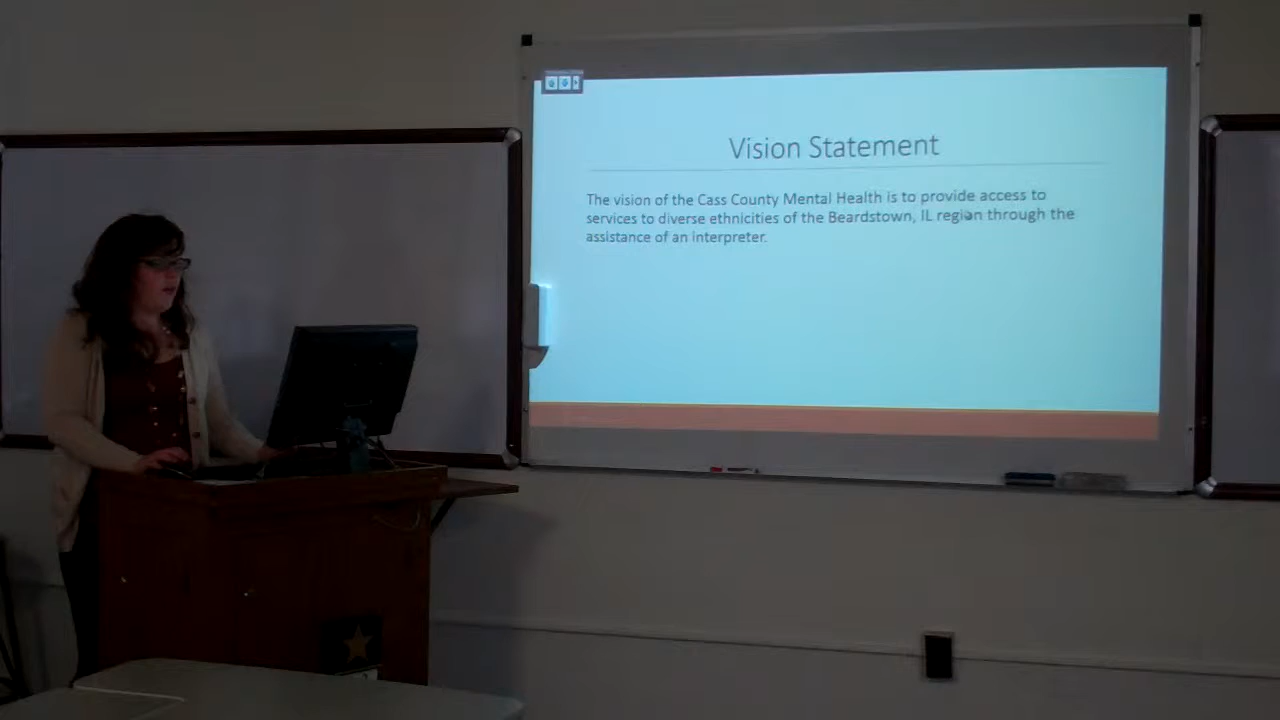 Vision Statement
The vision of the Cass County Mental Health is to provide access to
services to diverse ethnicities of the Beardstown, IL region through the
assistance of an interpreter.